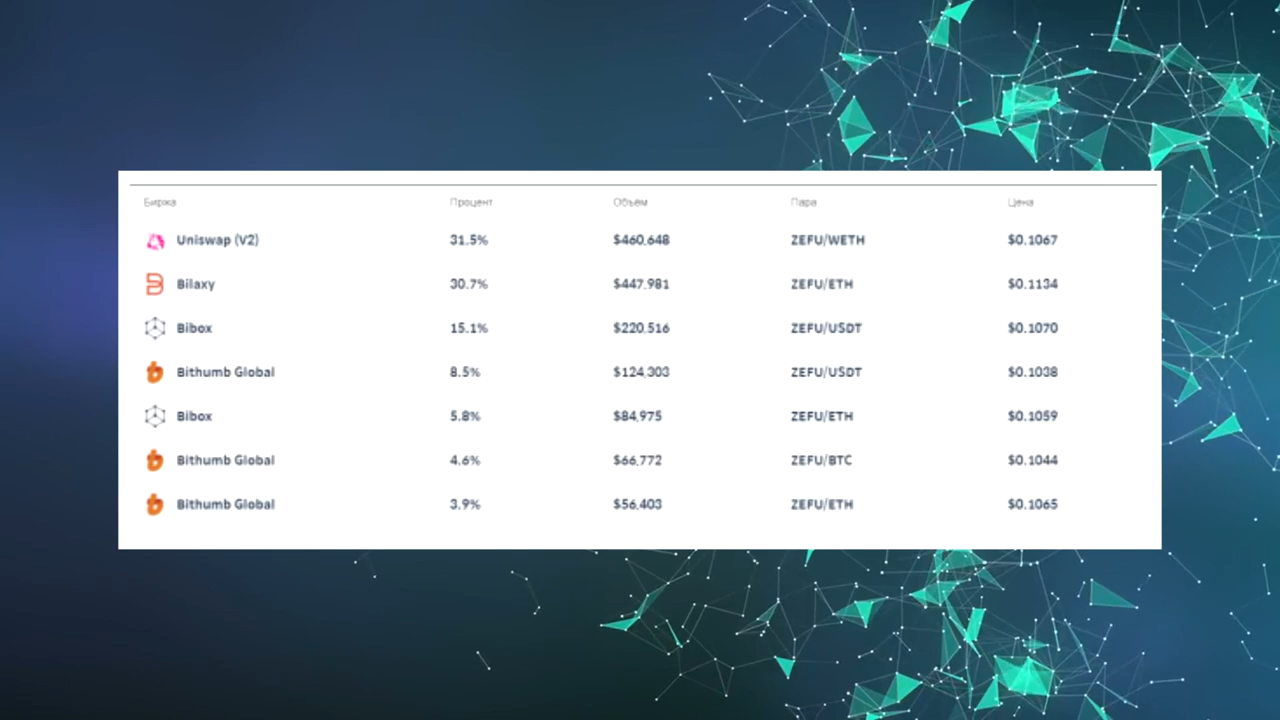 Биржа Процент Объём Пара Цена
Uniswap (V2) 31.5% $460,648 ZEFU/WETH $0.1067
Bilaxy 30.7% $447,981 ZEFU/ETH $0.1134
Bibox 15.1% $220,516 ZEFU/USDT $0.1070
Bithumb Global 8.5% $124,303 ZEFU/USDT $0.1038
Bibox 5.8% $84,975 ZEFU/ETH $0.1059
Bithumb Global 4.6% $66,772 ZEFU/BTC $0.1044
Bithumb Global 3.9% $56,403 ZEFU/ETH $0.1065